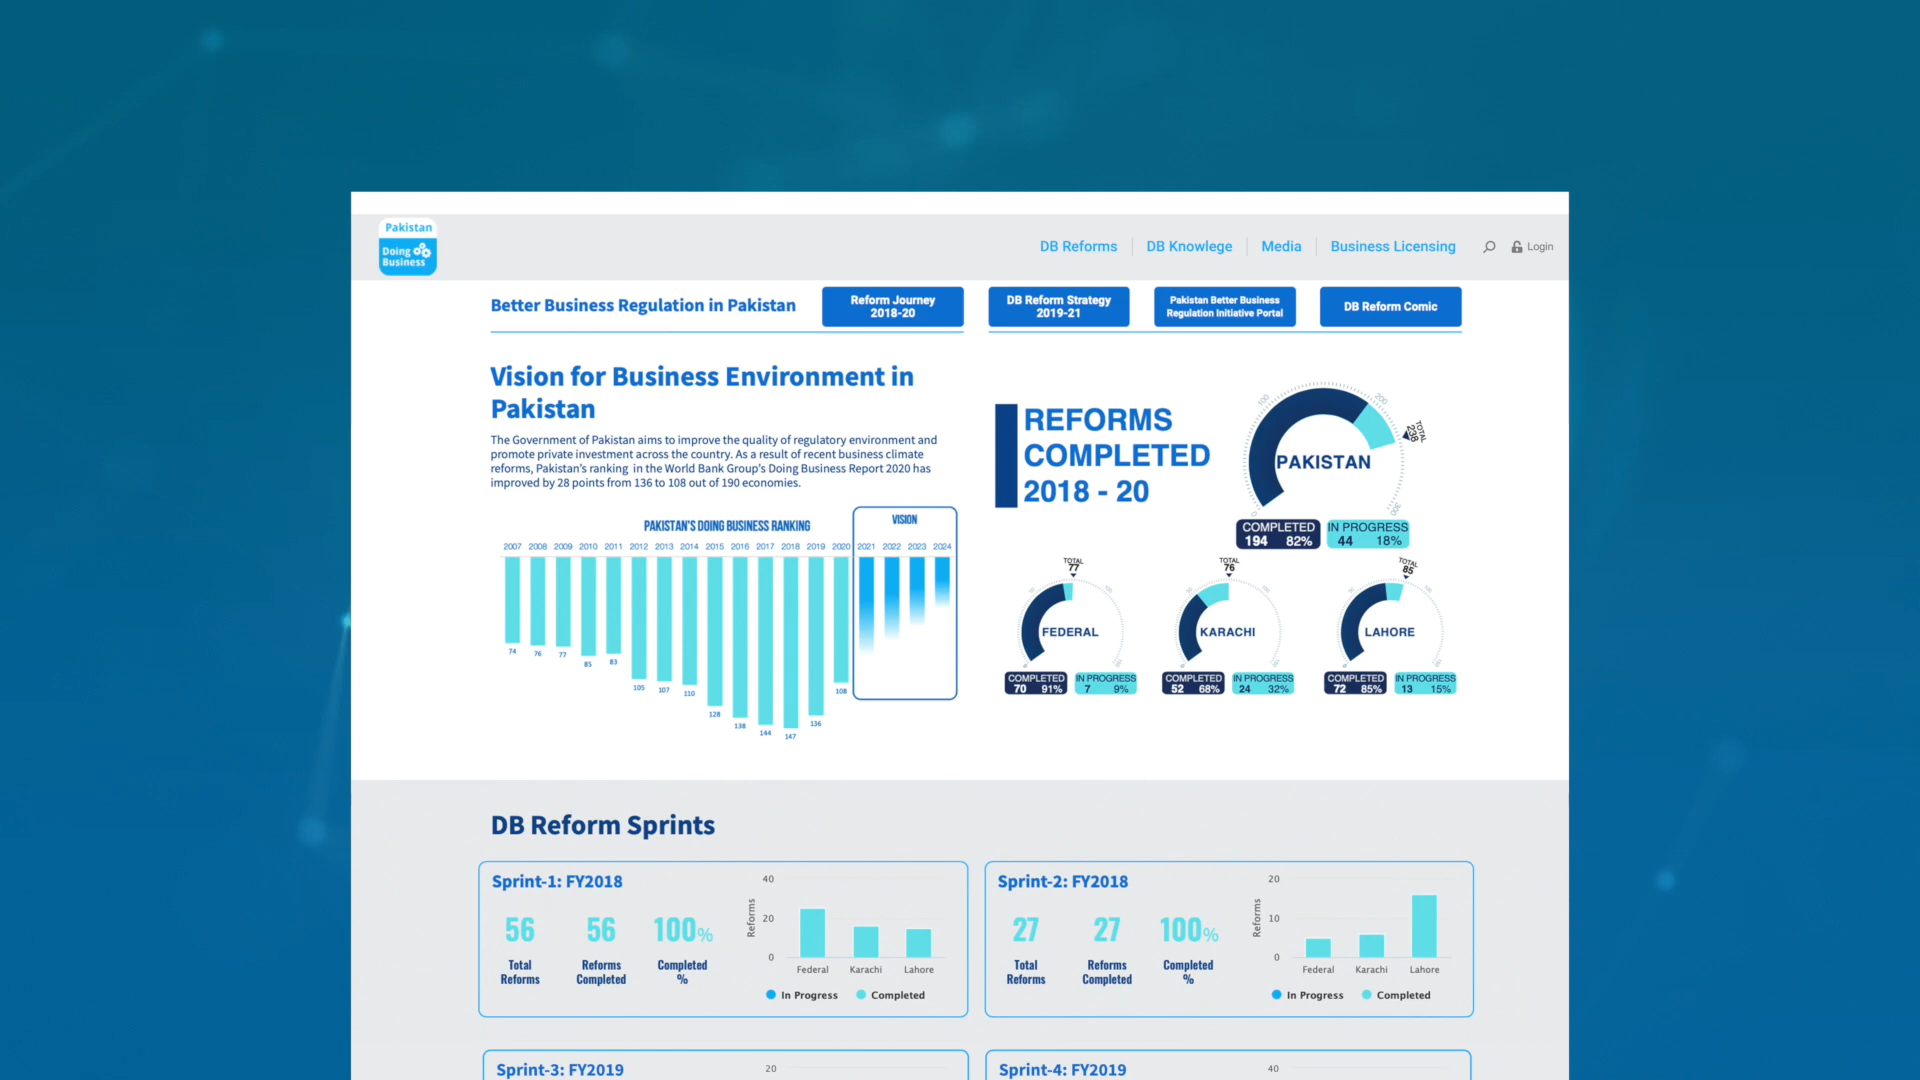 Pakistan
Doing
Business
DB Reforms
DB Knowlege
Media
Business Licensing
Login
Better Business Regulation in Pakistan
Reform Journey
2018-20
DB Reform Strategy
2019-21
Pakistan Better Business
Regulation Initiative Portal
DB Reform Comic
Vision for Business Environment in
Pakistan
The Government of Pakistan aims to improve the quality of regulatory environment and
promote private investment across the country. As a result of recent business climate
reforms, Pakistan's ranking in the World Bank Group's Doing Business Report 2020 has
improved by 28 points from 136 to 108 out of 190 economies.
PAKISTAN'S DOING BUSINESS RANKING
VISION
2007 2008 2009 2010 2011 2012 2013 2014 2015 2016 2017 2018 2019 2020 2021 2022 2023 2024
74 76 77 85 83 105 107 110 128 138 144 147 136 108
REFORMS
COMPLETED
2018 - 20
0 100 200 300
TOTAL
238
PAKISTAN
COMPLETED
194 82%
IN PROGRESS
44 18%
TOTAL
77
FEDERAL
COMPLETED
70 91%
IN PROGRESS
7 9%
TOTAL
76
KARACHI
COMPLETED
52 68%
IN PROGRESS
24 32%
TOTAL
85
LAHORE
COMPLETED
72 85%
IN PROGRESS
13 15%
DB Reform Sprints
Sprint-1: FY2018
56
Total
Reforms
56
Reforms
Completed
100%
Completed
%
Reforms
40
20
0
Federal Karachi Lahore
In Progress Completed
Sprint-2: FY2018
27
Total
Reforms
27
Reforms
Completed
100%
Completed
%
Reforms
20
10
0
Federal Karachi Lahore
In Progress Completed
Sprint-3: FY2019
20
Sprint-4: FY2019
40